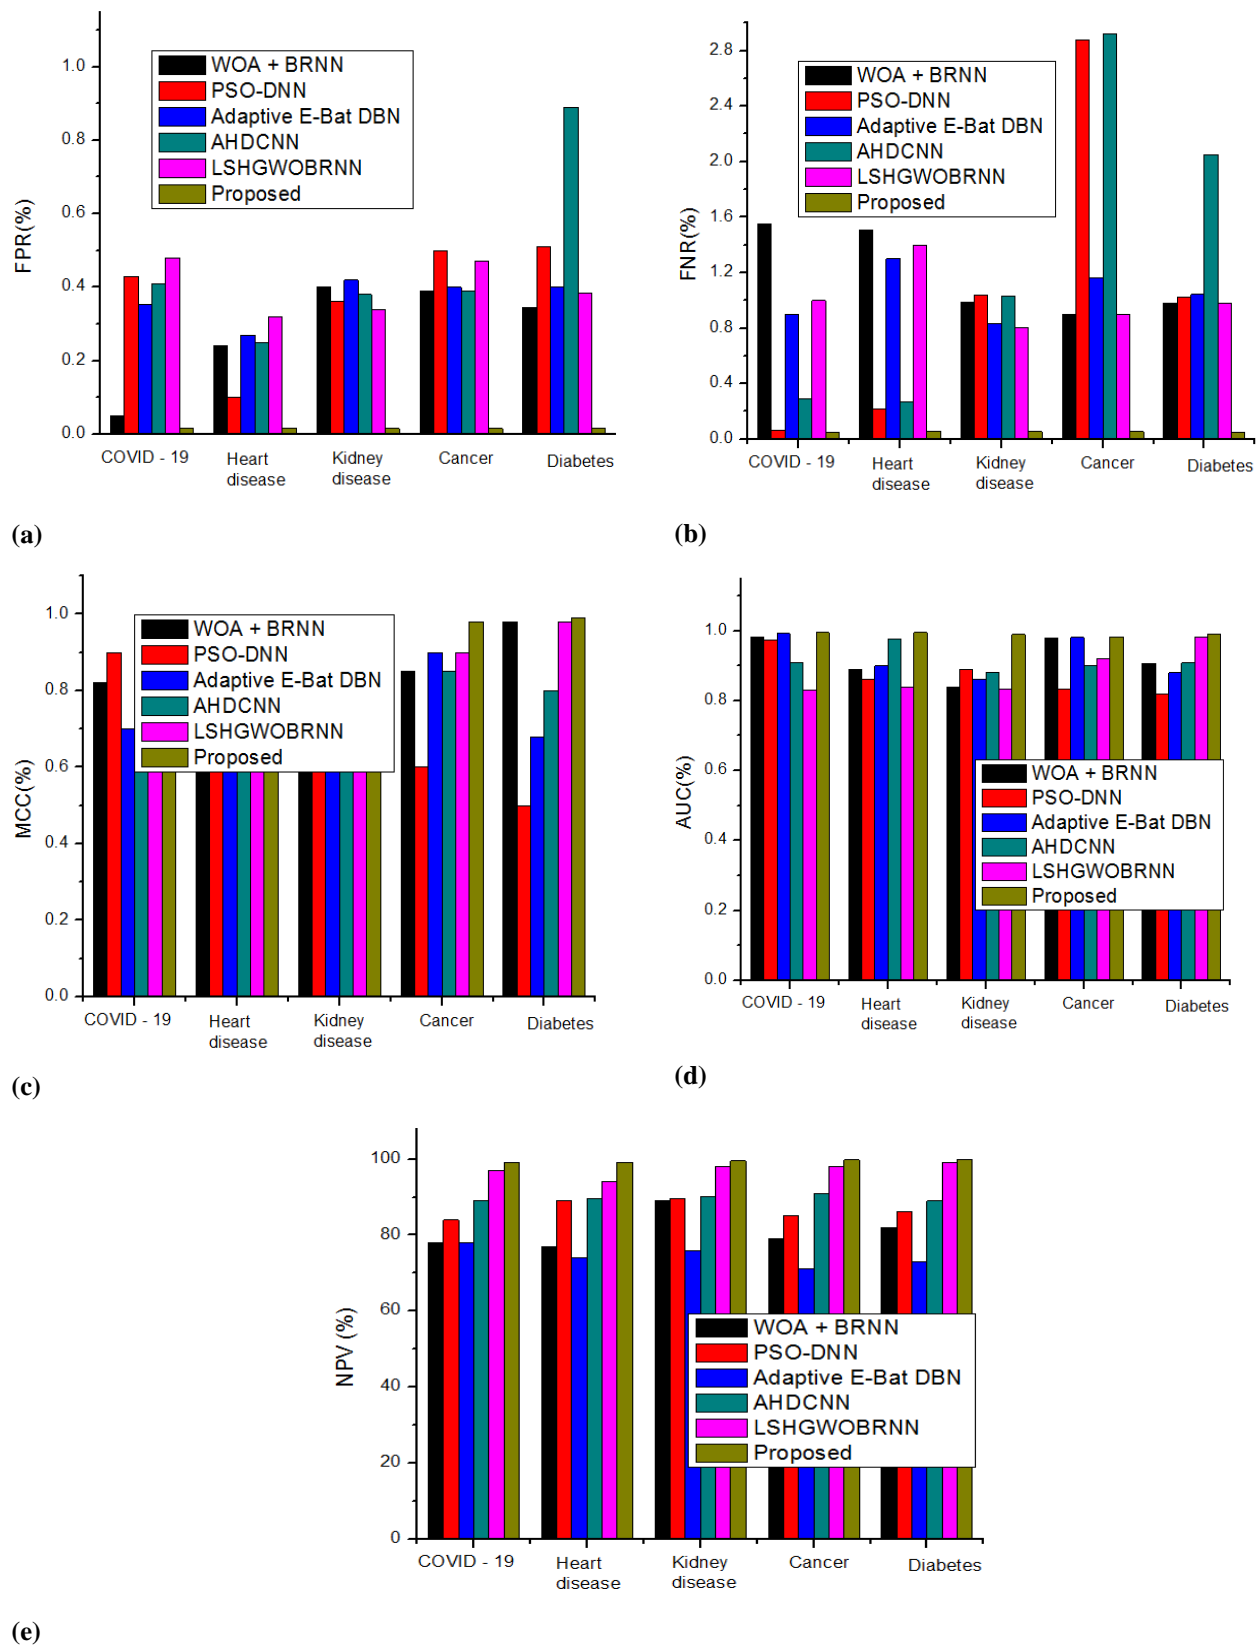 FPR(%)
1.0
0.8
0.6
0.4
0.2
0.0
WOA + BRNN
PSO-DNN
Adaptive E-Bat DBN
AHDCNN
LSHGWOBRNN
Proposed
COVID - 19
Heart
disease
Kidney
disease
Cancer
Diabetes
(a)
FNR(%)
2.8
2.4
2.0
1.6
1.2
0.8
0.4
0.0
WOA + BRNN
PSO-DNN
Adaptive E-Bat DBN
AHDCNN
LSHGWOBRNN
Proposed
COVID - 19
Heart
disease
Kidney
disease
Cancer
Diabetes
(b)
MCC(%)
1.0
0.8
0.6
0.4
0.2
0.0
WOA + BRNN
PSO-DNN
Adaptive E-Bat DBN
AHDCNN
LSHGWOBRNN
Proposed
COVID - 19
Heart
disease
Kidney
disease
Cancer
Diabetes
(c)
AUC(%)
1.0
0.8
0.6
0.4
0.2
0.0
WOA + BRNN
PSO-DNN
Adaptive E-Bat DBN
AHDCNN
LSHGWOBRNN
Proposed
COVID - 19
Heart
disease
Kidney
disease
Cancer
Diabetes
(d)
NPV (%)
100
80
60
40
20
0
WOA + BRNN
PSO-DNN
Adaptive E-Bat DBN
AHDCNN
LSHGWOBRNN
Proposed
COVID - 19
Heart
disease
Kidney
disease
Cancer
Diabetes
(e)